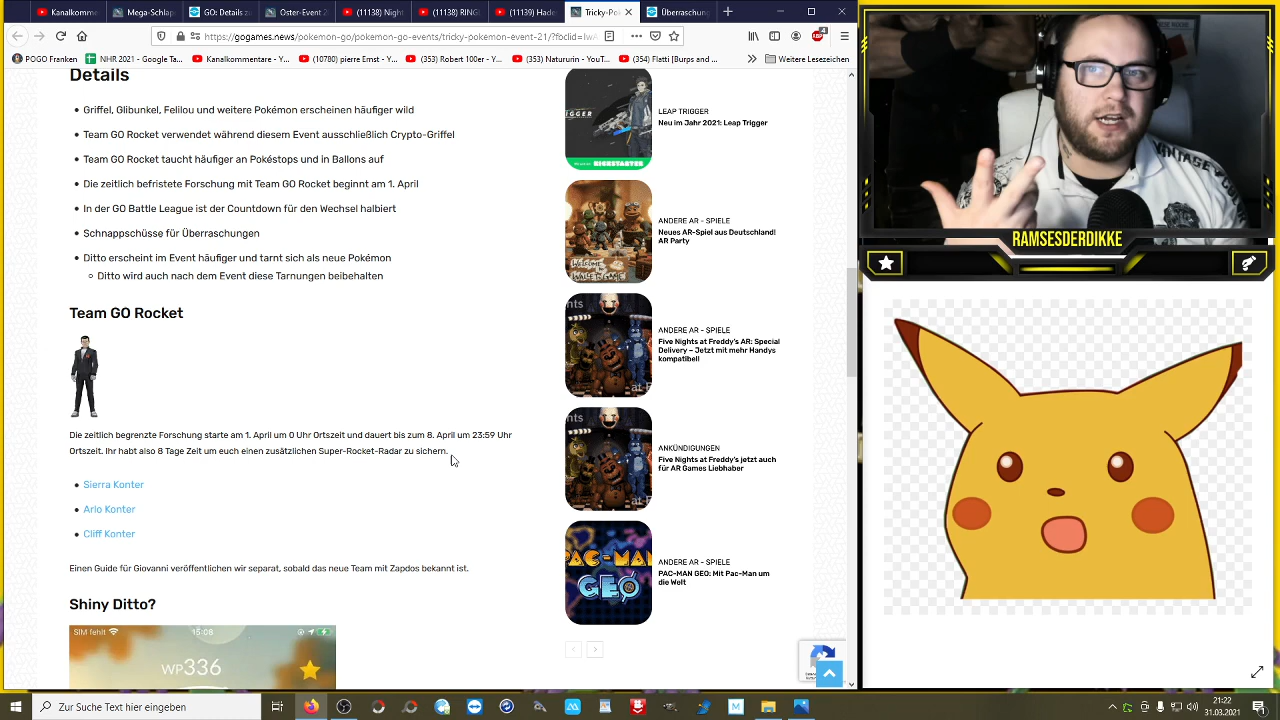 Kanalkomme
Mega-Schlap
GO: Details zu
Oster-Event?
(11138) Night
(11138) RING
(11139) Hade
Tricky-Pok
Überraschung
https://gogames.news/pokemon-go/pokemon-go-events/tricky-pokemon-event-21/?fbclid=IwA
POGO Franken
NHR 2021 - Google Ta...
Kanalkommentare - Y...
(10780) pierre Ernst - Y...
(353) Robert 100er - Y...
(353) Natururin - YouT...
(354) Flatti [Burps and ...
Weitere Lesezeichen
Details
Griffel, Glibunkel, Felilou und weitere Pokémon erscheinen häufiger wild
Team GO Rocket verwendet während diesem Event ausschließlich Crypto-Griffel
Team GO Rocket taucht häufiger an Pokéstops und in Ballons auf
Die zeitlich befristete Forschung mit Team GO Rocket beginnt am 1. April
In der GO Battle League ist der Countdown für den Wechsel halbiert
Schnappschüsse für Überraschungen
Ditto erscheint im Event häufiger und tarnt sich als neue Pokémon
Ditto wird auch nach dem Event diese Tarnungen beibehalten
Team GO Rocket
Die zeitlich begrenzte Forschung starte am 1. April um 0 Uhr Ortszeit und dauert bis zum 8. April um 23:59 Uhr
Ortszeit. Ihr habt also 8 Tage Zeit um euch einen zusätzlichen Super-Rocket-Radar zu sichern.
Sierra Konter
Arlo Konter
Cliff Konter
Einen Guide für Giovanni veröffentlichen wir separat, sobald das neue Team mit Zapdos bekannt ist.
Shiny Ditto?
SIM fehlt
15:08
WP336
IGGER
KICKSTARTER
LEAP TRIGGER
Neu im Jahr 2021: Leap Trigger
WELCOME
ANDERE AR - SPIELE
Neues AR-Spiel aus Deutschland!
AR Party
hts
at F
ANDERE AR - SPIELE
Five Nights at Freddy's AR: Special
Delivery – Jetzt mit mehr Handys
kompatibel!
hts
at F
ANKÜNDIGUNGEN
Five Nights at Freddy's jetzt auch
für AR Games Liebhaber
PAC-MAN
GEO
ANDERE AR - SPIELE
PAC-MAN GEO: Mit Pac-Man um
die Welt
RAMSESDERDIKKE
Zur Suche Text hier eingeben
21:22
31.03.2021